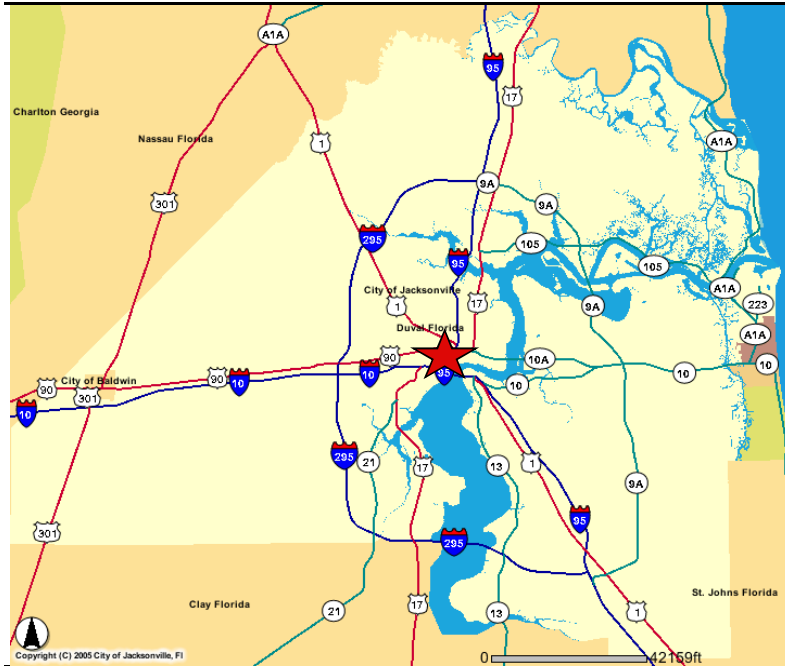 A1A
95
17
Charlton Georgia
Nassau Florida
1
A1A
9A
301
9A
295
105
95
105
City of Jacksonville
A1A
17
9A
223
1
Duval Florida
A1A
90
10A
10
10
90
City of Baldwin
10
95
10
90
10
301
10
295
21
17
13
1
9A
95
301
295
Clay Florida
St. Johns Florida
17
21
13
1
Copyright (C) 2005 City of Jacksonville, Fl
0
42159ft